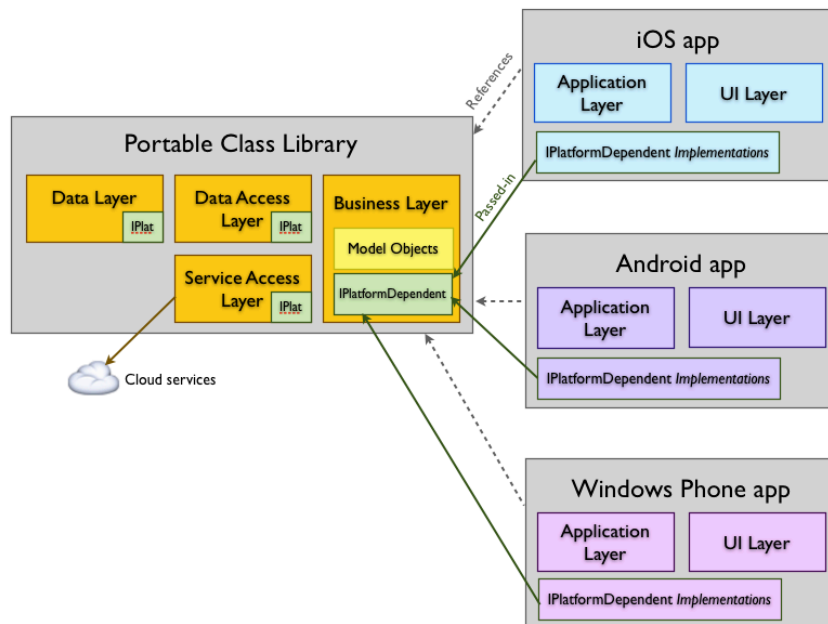 iOS app
References
Application
Layer
UI Layer
IPlatformDependent Implementations
Portable Class Library
Data Layer
IPlat
Data Access
Layer
IPlat
Business Layer
Passed-in
Model Objects
Service Access
Layer
IPlat
IPlatformDependent
Cloud services
Android app
Application
Layer
UI Layer
IPlatformDependent Implementations
Windows Phone app
Application
Layer
UI Layer
IPlatformDependent Implementations